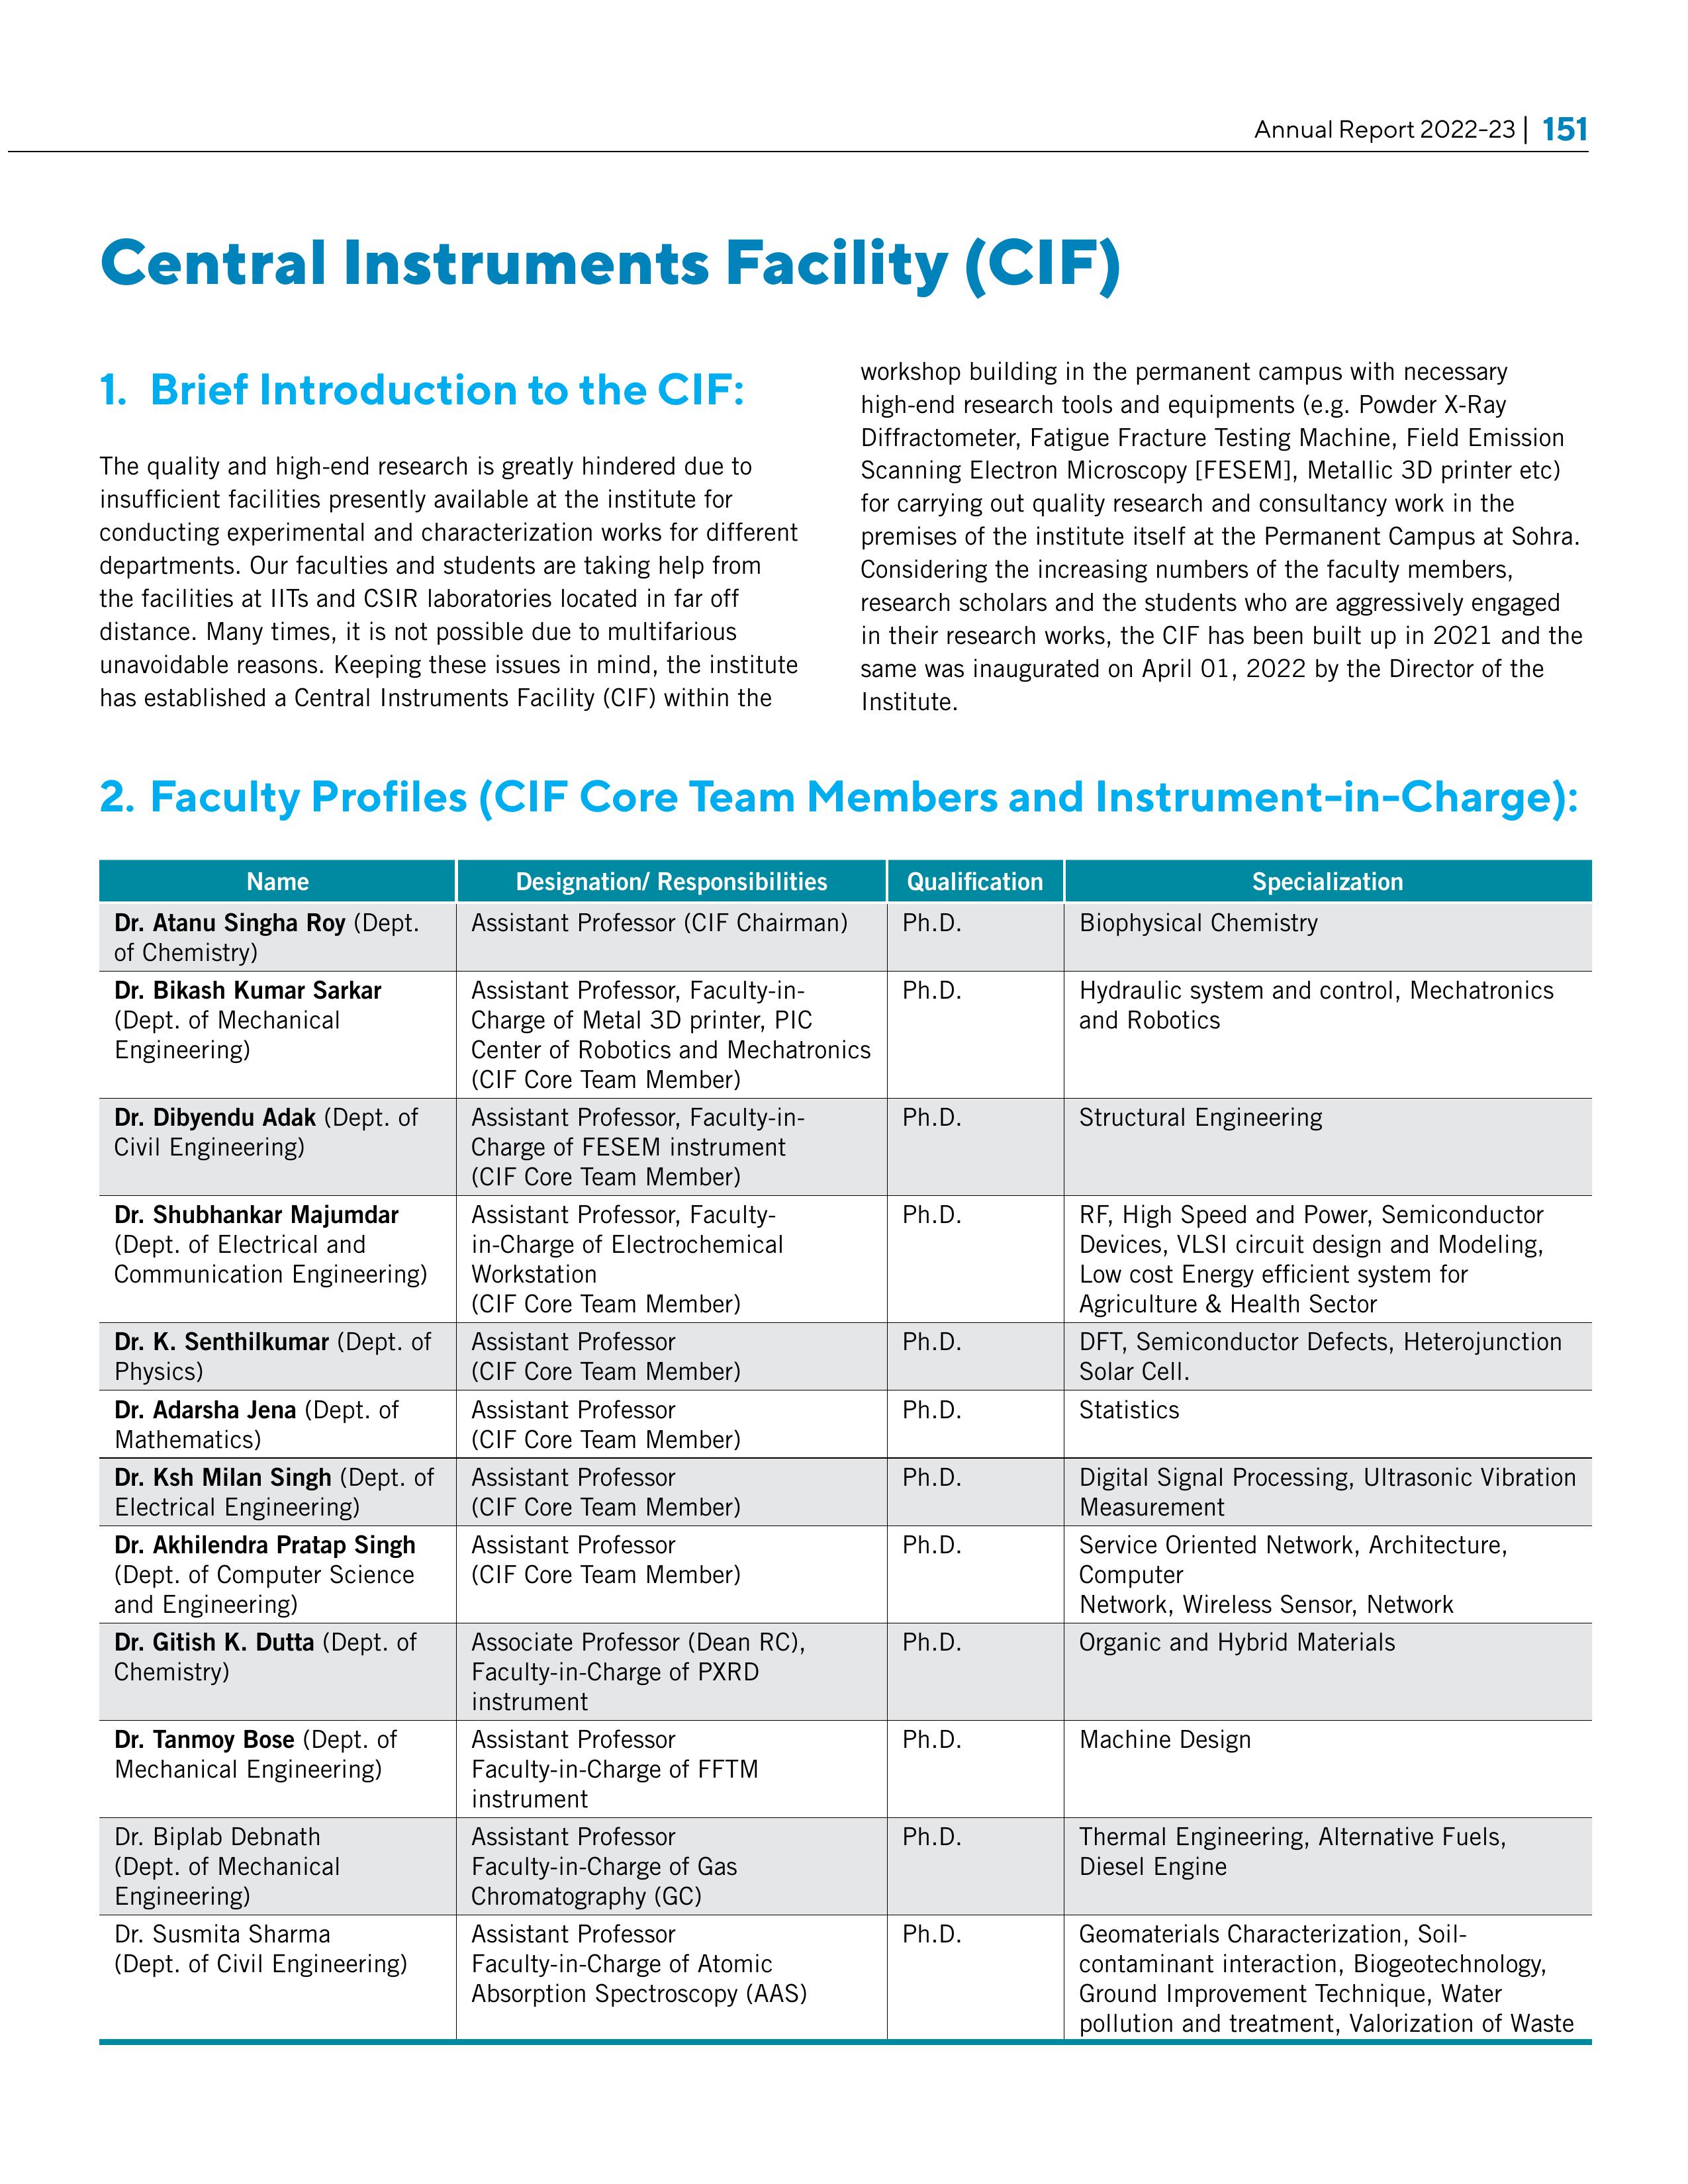 Annual Report 2022-23 | 151
Central Instruments Facility (CIF)
1. Brief Introduction to the CIF:
The quality and high-end research is greatly hindered due to
insufficient facilities presently available at the institute for
conducting experimental and characterization works for different
departments. Our faculties and students are taking help from
the facilities at IITs and CSIR laboratories located in far off
distance. Many times, it is not possible due to multifarious
unavoidable reasons. Keeping these issues in mind, the institute
has established a Central Instruments Facility (CIF) within the
workshop building in the permanent campus with necessary
high-end research tools and equipments (e.g. Powder X-Ray
Diffractometer, Fatigue Fracture Testing Machine, Field Emission
Scanning Electron Microscopy [FESEM], Metallic 3D printer etc)
for carrying out quality research and consultancy work in the
premises of the institute itself at the Permanent Campus at Sohra.
Considering the increasing numbers of the faculty members,
research scholars and the students who are aggressively engaged
in their research works, the CIF has been built up in 2021 and the
same was inaugurated on April 01, 2022 by the Director of the
Institute.
2. Faculty Profiles (CIF Core Team Members and Instrument-in-Charge):
Name Designation/ Responsibilities Qualification Specialization
Dr. Atanu Singha Roy (Dept. Assistant Professor (CIF Chairman) Ph.D. Biophysical Chemistry
of Chemistry)
Dr. Bikash Kumar Sarkar Assistant Professor, Faculty-in- Ph.D. Hydraulic system and control, Mechatronics
(Dept. of Mechanical Charge of Metal 3D printer, PIC and Robotics
Engineering) Center of Robotics and Mechatronics
(CIF Core Team Member)
Dr. Dibyendu Adak (Dept. of Assistant Professor, Faculty-in- Ph.D. Structural Engineering
Civil Engineering) Charge of FESEM instrument
(CIF Core Team Member)
Dr. Shubhankar Majumdar Assistant Professor, Faculty- Ph.D. RF, High Speed and Power, Semiconductor
(Dept. of Electrical and in-Charge of Electrochemical Devices, VLSI circuit design and Modeling,
Communication Engineering) Workstation Low cost Energy efficient system for
(CIF Core Team Member) Agriculture & Health Sector
Dr. K. Senthilkumar (Dept. of Assistant Professor Ph.D. DFT, Semiconductor Defects, Heterojunction
Physics) (CIF Core Team Member) Solar Cell.
Dr. Adarsha Jena (Dept. of Assistant Professor Ph.D. Statistics
Mathematics) (CIF Core Team Member)
Dr. Ksh Milan Singh (Dept. of Assistant Professor Ph.D. Digital Signal Processing, Ultrasonic Vibration
Electrical Engineering) (CIF Core Team Member) Measurement
Dr. Akhilendra Pratap Singh Assistant Professor Ph.D. Service Oriented Network, Architecture,
(Dept. of Computer Science (CIF Core Team Member) Computer
and Engineering) Network, Wireless Sensor, Network
Dr. Gitish K. Dutta (Dept. of Associate Professor (Dean RC), Ph.D. Organic and Hybrid Materials
Chemistry) Faculty-in-Charge of PXRD
instrument
Dr. Tanmoy Bose (Dept. of Assistant Professor Ph.D. Machine Design
Mechanical Engineering) Faculty-in-Charge of FFTM
instrument
Dr. Biplab Debnath Assistant Professor Ph.D. Thermal Engineering, Alternative Fuels,
(Dept. of Mechanical Faculty-in-Charge of Gas Diesel Engine
Engineering) Chromatography (GC)
Dr. Susmita Sharma Assistant Professor Ph.D. Geomaterials Characterization, Soil-
(Dept. of Civil Engineering) Faculty-in-Charge of Atomic contaminant interaction, Biogeotechnology,
Absorption Spectroscopy (AAS) Ground Improvement Technique, Water
pollution and treatment, Valorization of Waste